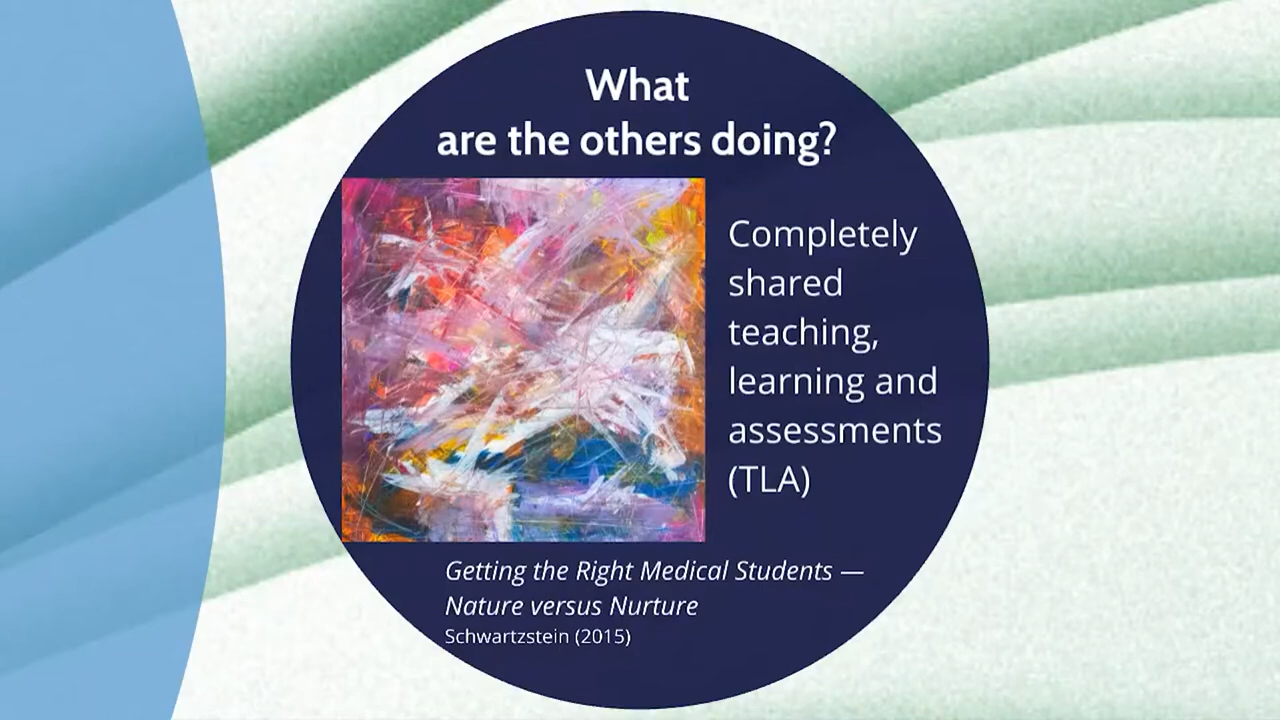 What
are the others doing?
Completely
shared
teaching,
learning and
assessments
(TLA)
Getting the Right Medical Students —
Nature versus Nurture
Schwartzstein (2015)